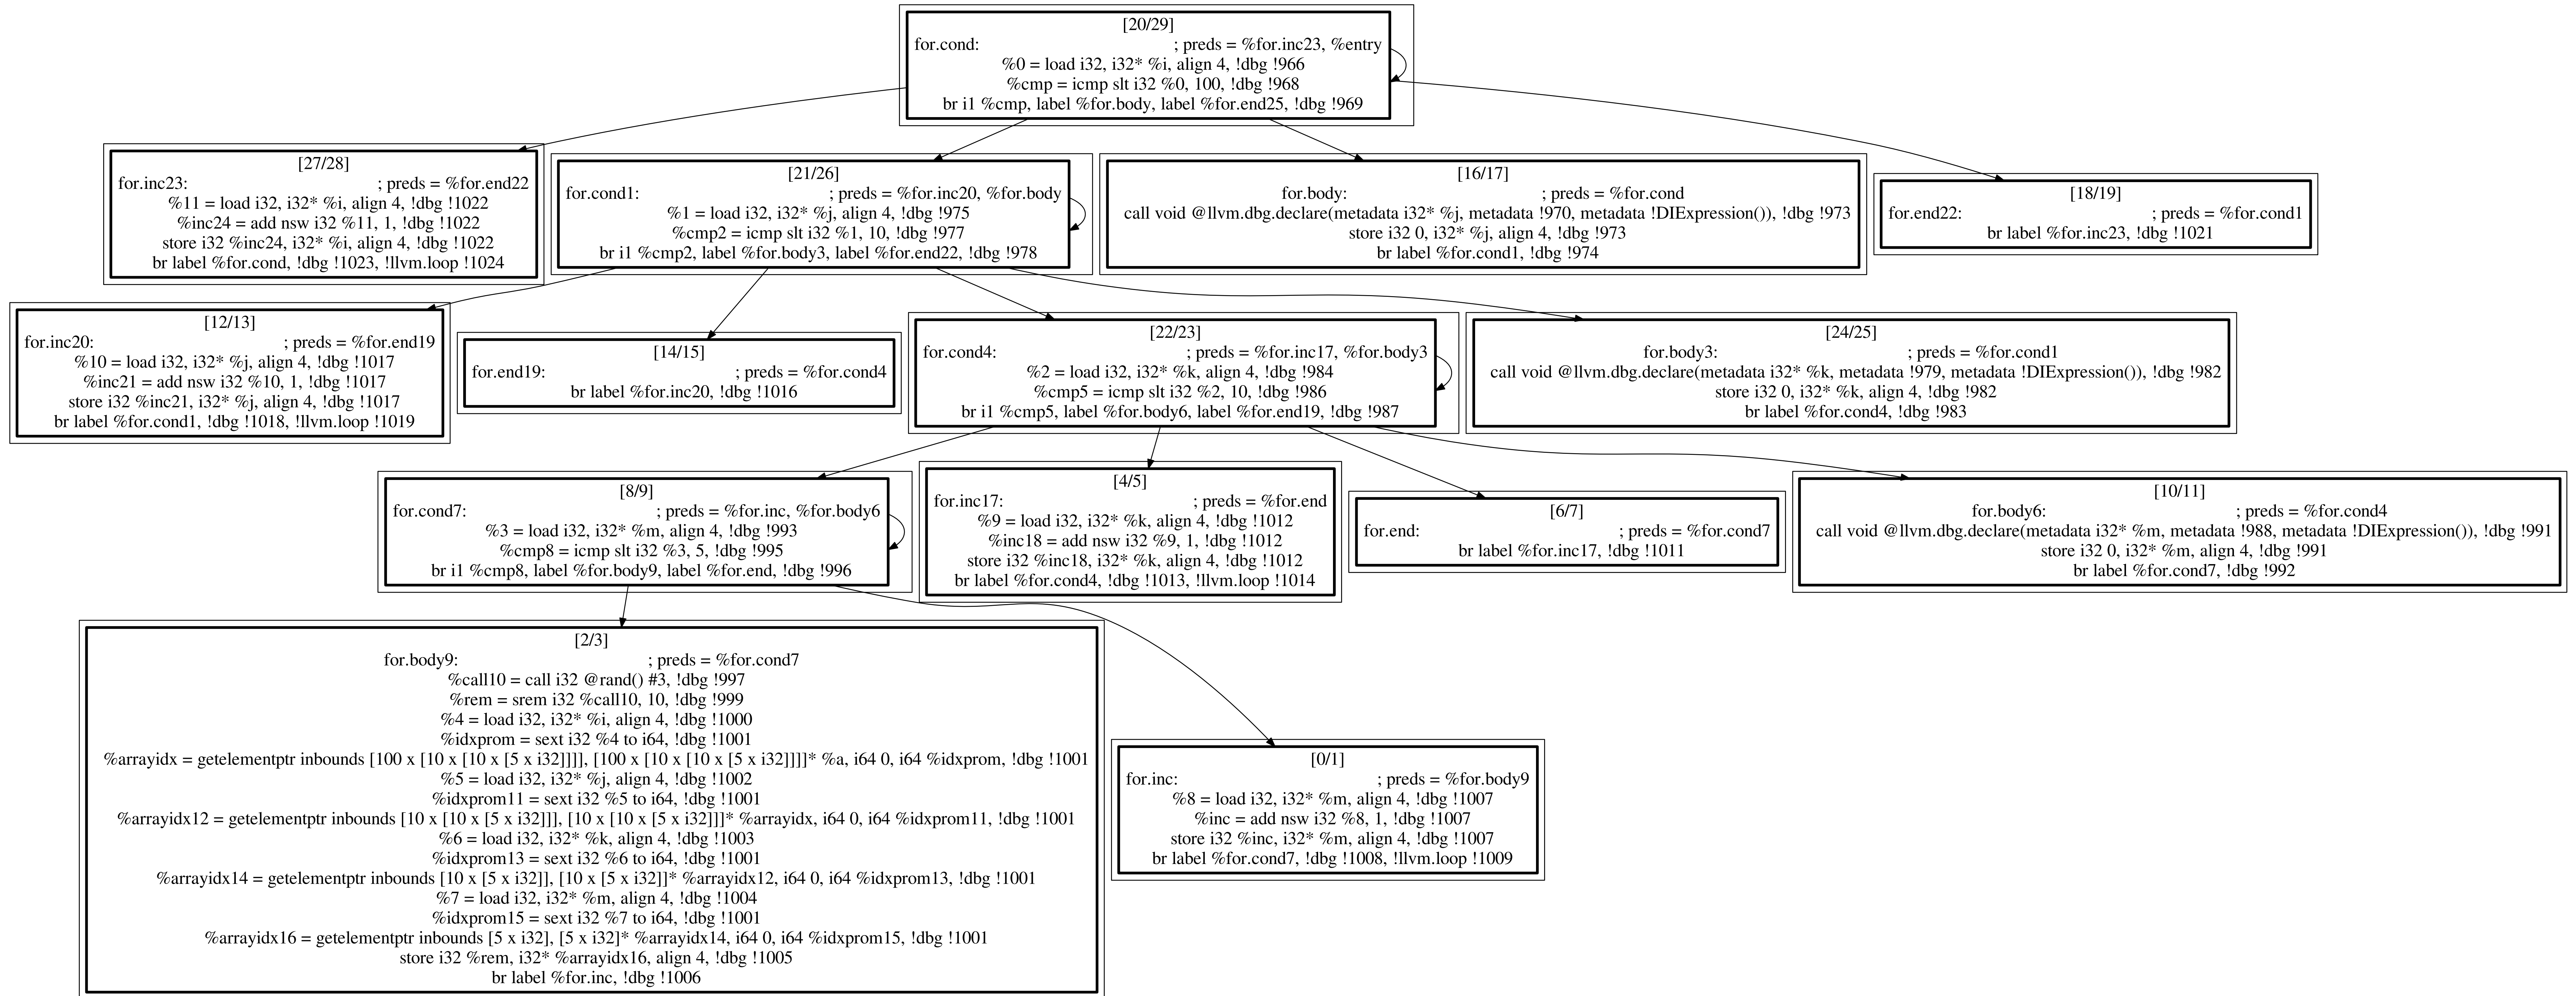 [20/29]
for.cond: ; preds = %for.inc23, %entry
%0 = load i32, i32* %i, align 4, !dbg !966
%cmp = icmp slt i32 %0, 100, !dbg !968
br i1 %cmp, label %for.body, label %for.end25, !dbg !969
[27/28]
for.inc23: ; preds = %for.end22
%11 = load i32, i32* %i, align 4, !dbg !1022
%inc24 = add nsw i32 %11, 1, !dbg !1022
store i32 %inc24, i32* %i, align 4, !dbg !1022
br label %for.cond, !dbg !1023, !llvm.loop !1024
[21/26]
for.cond1: ; preds = %for.inc20, %for.body
%1 = load i32, i32* %j, align 4, !dbg !975
%cmp2 = icmp slt i32 %1, 10, !dbg !977
br i1 %cmp2, label %for.body3, label %for.end22, !dbg !978
[16/17]
for.body: ; preds = %for.cond
call void @llvm.dbg.declare(metadata i32* %j, metadata !970, metadata !DIExpression()), !dbg !973
store i32 0, i32* %j, align 4, !dbg !973
br label %for.cond1, !dbg !974
[18/19]
for.end22: ; preds = %for.cond1
br label %for.inc23, !dbg !1021
[12/13]
for.inc20: ; preds = %for.end19
%10 = load i32, i32* %j, align 4, !dbg !1017
%inc21 = add nsw i32 %10, 1, !dbg !1017
store i32 %inc21, i32* %j, align 4, !dbg !1017
br label %for.cond1, !dbg !1018, !llvm.loop !1019
[14/15]
for.end19: ; preds = %for.cond4
br label %for.inc20, !dbg !1016
[22/23]
for.cond4: ; preds = %for.inc17, %for.body3
%2 = load i32, i32* %k, align 4, !dbg !984
%cmp5 = icmp slt i32 %2, 10, !dbg !986
br i1 %cmp5, label %for.body6, label %for.end19, !dbg !987
[24/25]
for.body3: ; preds = %for.cond1
call void @llvm.dbg.declare(metadata i32* %k, metadata !979, metadata !DIExpression()), !dbg !982
store i32 0, i32* %k, align 4, !dbg !982
br label %for.cond4, !dbg !983
[8/9]
for.cond7: ; preds = %for.inc, %for.body6
%3 = load i32, i32* %m, align 4, !dbg !993
%cmp8 = icmp slt i32 %3, 5, !dbg !995
br i1 %cmp8, label %for.body9, label %for.end, !dbg !996
[4/5]
for.inc17: ; preds = %for.end
%9 = load i32, i32* %k, align 4, !dbg !1012
%inc18 = add nsw i32 %9, 1, !dbg !1012
store i32 %inc18, i32* %k, align 4, !dbg !1012
br label %for.cond4, !dbg !1013, !llvm.loop !1014
[6/7]
for.end: ; preds = %for.cond7
br label %for.inc17, !dbg !1011
[10/11]
for.body6: ; preds = %for.cond4
call void @llvm.dbg.declare(metadata i32* %m, metadata !988, metadata !DIExpression()), !dbg !991
store i32 0, i32* %m, align 4, !dbg !991
br label %for.cond7, !dbg !992
[2/3]
for.body9: ; preds = %for.cond7
%call10 = call i32 @rand() #3, !dbg !997
%rem = srem i32 %call10, 10, !dbg !999
%4 = load i32, i32* %i, align 4, !dbg !1000
%idxprom = sext i32 %4 to i64, !dbg !1001
%arrayidx = getelementptr inbounds [100 x [10 x [10 x [5 x i32]]]], [100 x [10 x [10 x [5 x i32]]]]* %a, i64 0, i64 %idxprom, !dbg !1001
%5 = load i32, i32* %j, align 4, !dbg !1002
%idxprom11 = sext i32 %5 to i64, !dbg !1001
%arrayidx12 = getelementptr inbounds [10 x [10 x [5 x i32]]], [10 x [10 x [5 x i32]]]* %arrayidx, i64 0, i64 %idxprom11, !dbg !1001
%6 = load i32, i32* %k, align 4, !dbg !1003
%idxprom13 = sext i32 %6 to i64, !dbg !1001
%arrayidx14 = getelementptr inbounds [10 x [5 x i32]], [10 x [5 x i32]]* %arrayidx12, i64 0, i64 %idxprom13, !dbg !1001
%7 = load i32, i32* %m, align 4, !dbg !1004
%idxprom15 = sext i32 %7 to i64, !dbg !1001
%arrayidx16 = getelementptr inbounds [5 x i32], [5 x i32]* %arrayidx14, i64 0, i64 %idxprom15, !dbg !1001
store i32 %rem, i32* %arrayidx16, align 4, !dbg !1005
br label %for.inc, !dbg !1006
[0/1]
for.inc: ; preds = %for.body9
%8 = load i32, i32* %m, align 4, !dbg !1007
%inc = add nsw i32 %8, 1, !dbg !1007
store i32 %inc, i32* %m, align 4, !dbg !1007
br label %for.cond7, !dbg !1008, !llvm.loop !1009